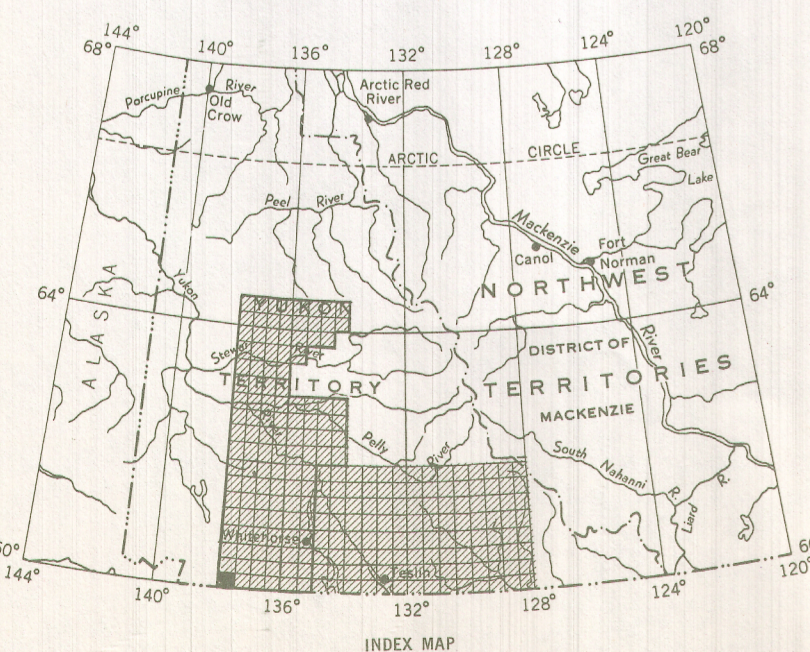 144°
140°
136°
132°
128°
124°
120°
68°
68°
Porcupine River
Old
Crow
Arctic Red
River
ARCTIC CIRCLE
Great Bear
Lake
Peel River
Mackenzie
Canol
Fort
Norman
NORTHWEST
64°
64°
ALASKA
Yukon
YUKON
Stewart River
TERRITORY
River
DISTRICT OF
TERRITORIES
MACKENZIE
River
Pelly River
South Nahanni R.
Liard R.
Whitehorse
Teslin
60°
144°
140°
136°
132°
128°
124°
120°
INDEX MAP